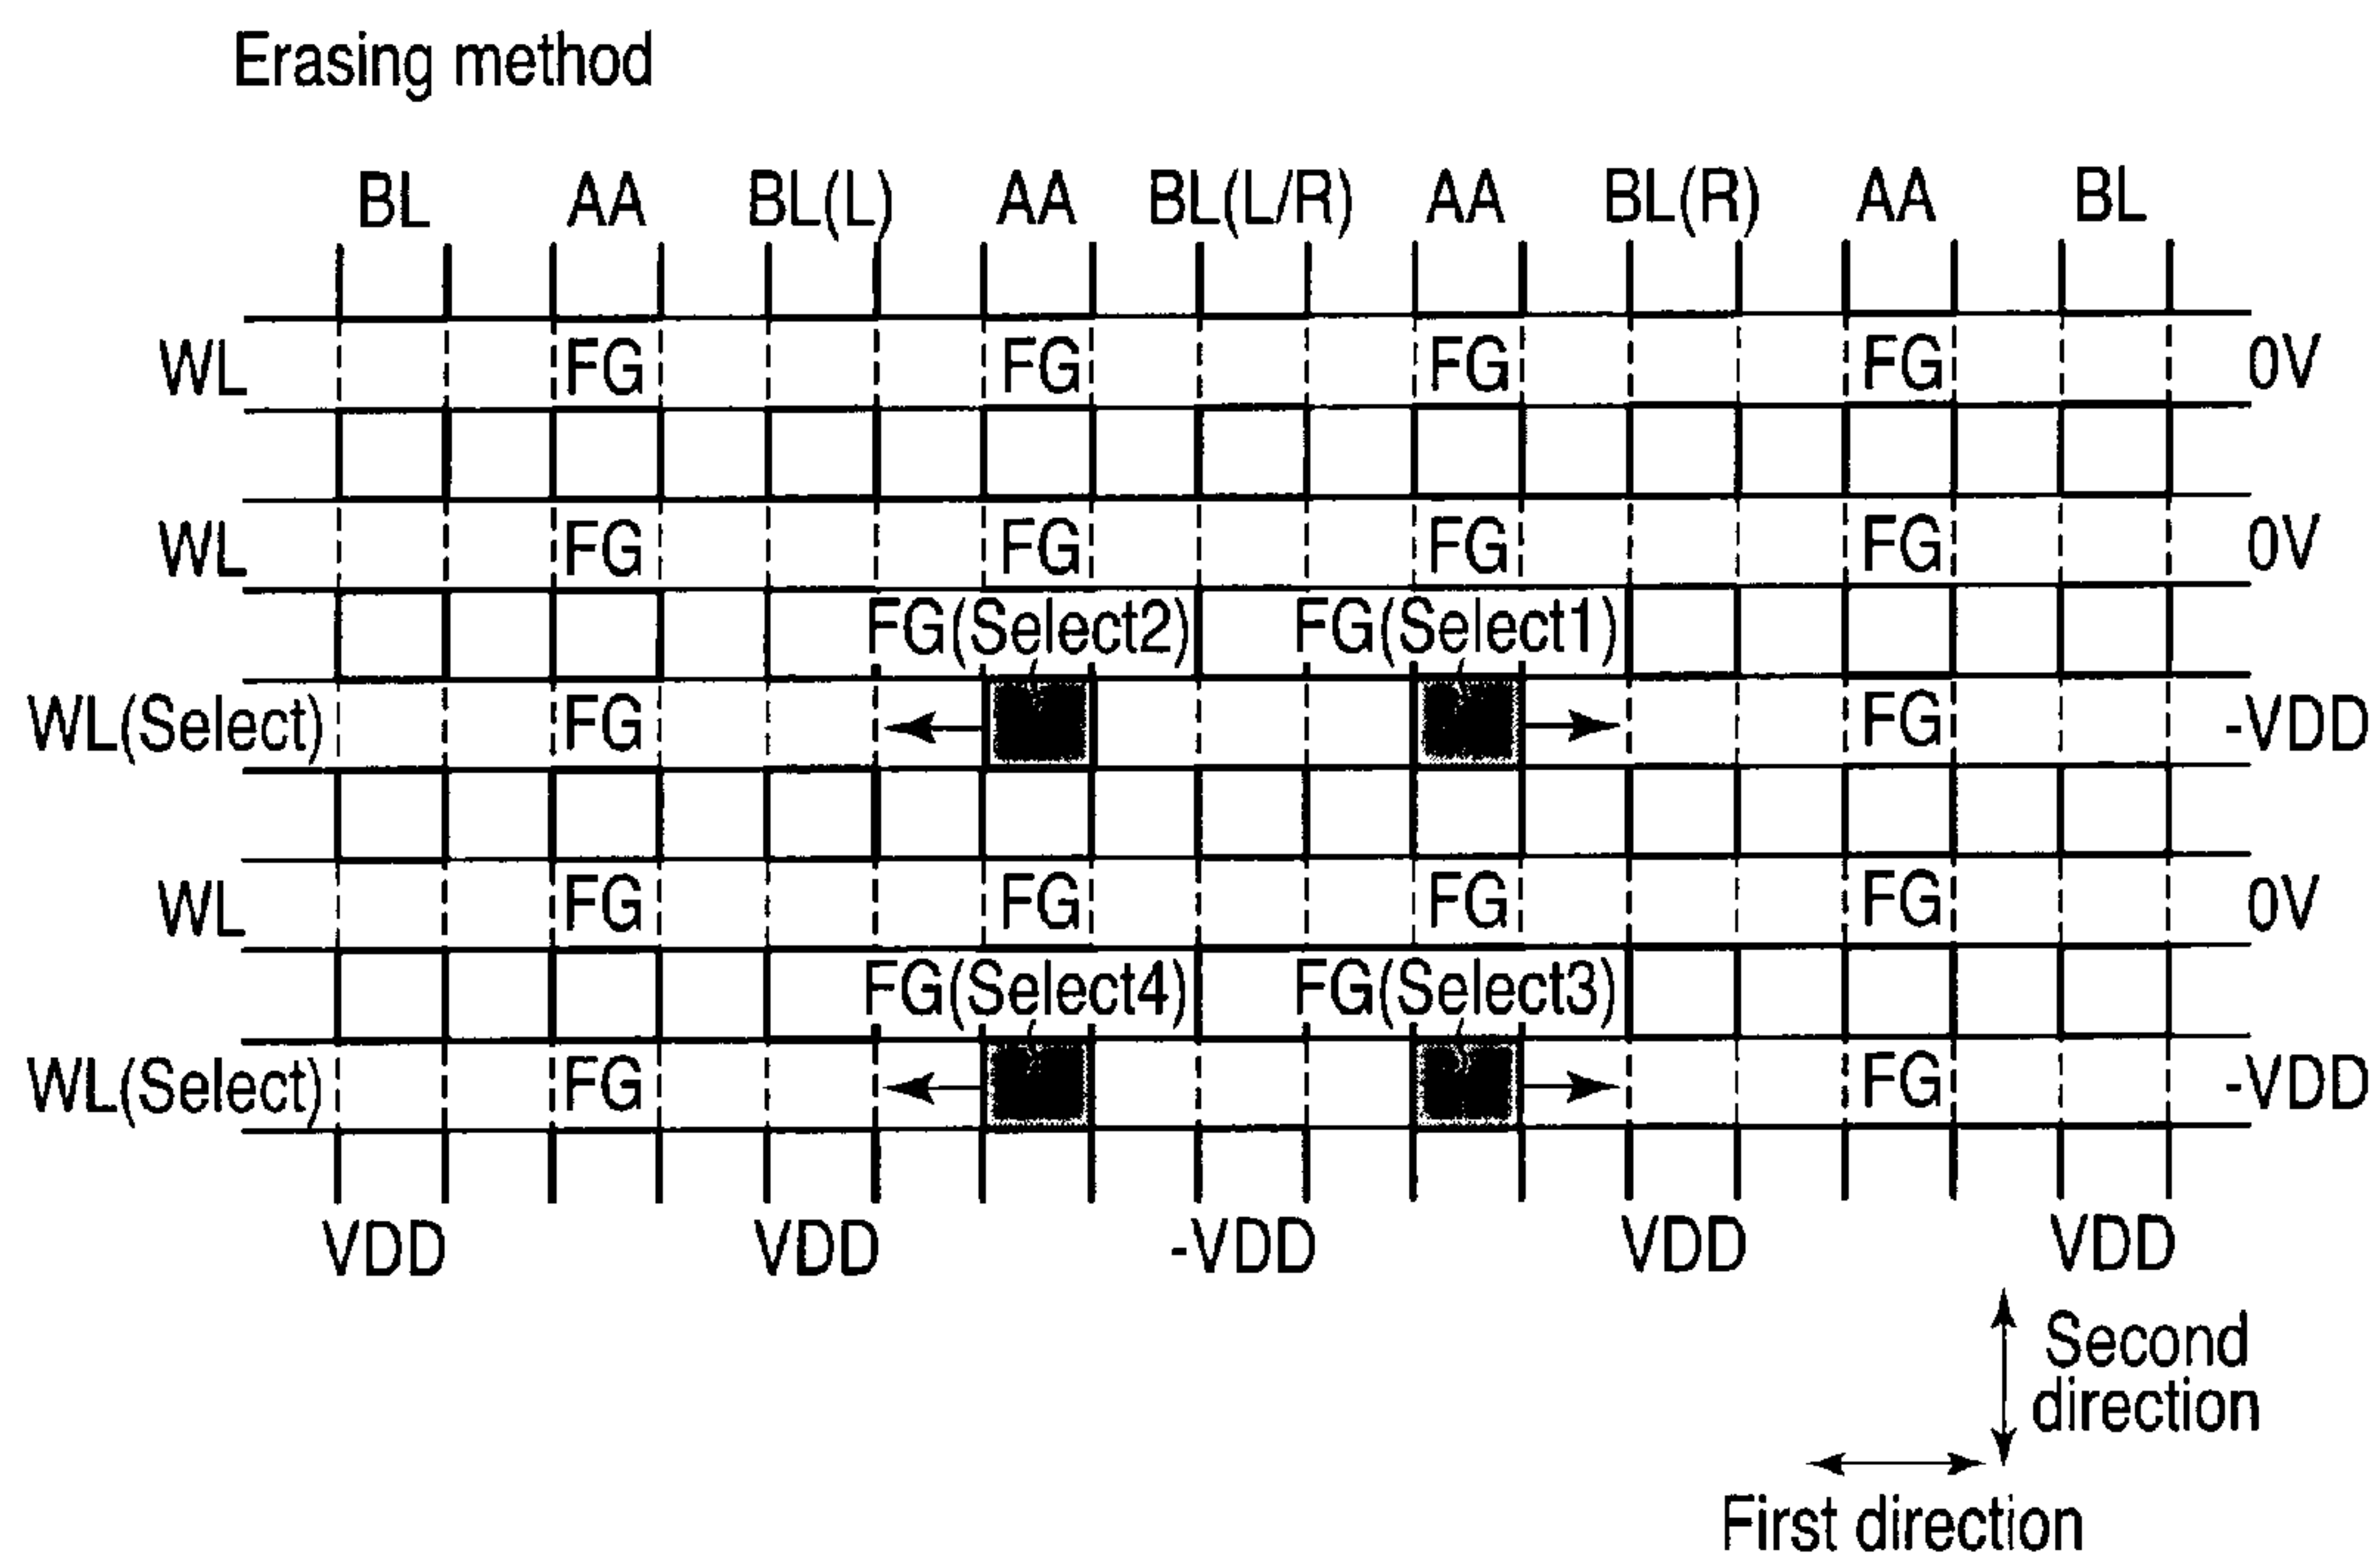 Erasing method
BL AA BL(L) AA BL(L/R) AA BL(R) AA BL
WL FG FG FG FG 0V
WL FG FG FG FG 0V
FG(Select2) FG(Select1)
WL(Select) FG FG -VDD
WL FG FG FG FG 0V
FG(Select4) FG(Select3)
WL(Select) FG FG -VDD
VDD VDD -VDD VDD VDD
Second
direction
First direction